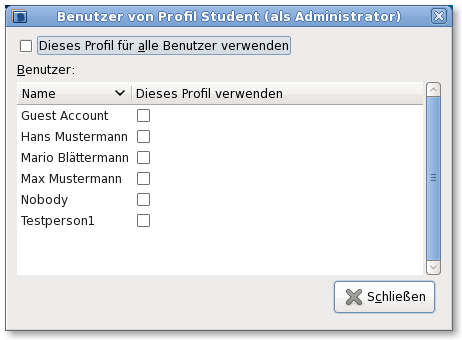 Benutzer von Profil Student (als Administrator)
Dieses Profil für alle Benutzer verwenden
Benutzer:
Name Dieses Profil verwenden
Guest Account
Hans Mustermann
Mario Blättermann
Max Mustermann
Nobody
Testperson1
Schließen